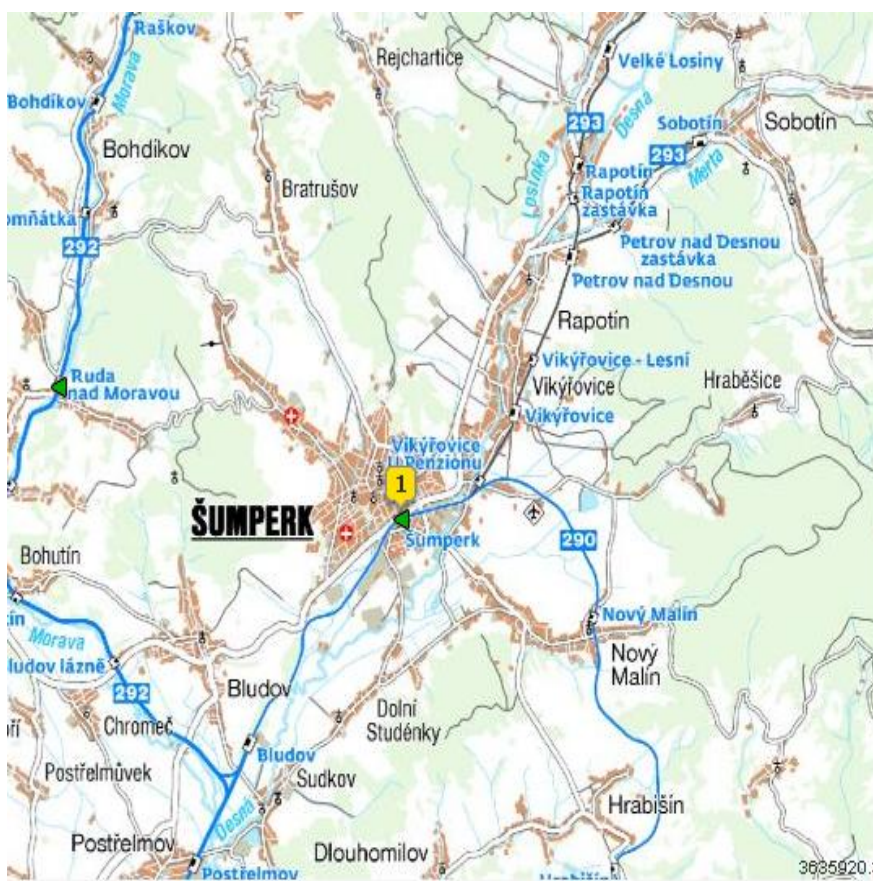 Raškov
Rejchartice
Velké Losiny
Bohdíkov
Morava
293
Desná
Sobotín
Sobotín
Bohdíkov
Losinka
293
Merta
Bratrušov
Rapotín
Rapotín
zastávka
292
Petrov nad Desnou
zastávka
Petrov nad Desnou
Rapotín
Ruda
nad Moravou
Vikýřovice - Lesní
Vikýřovice
Hraběšice
Vikýřovice
Vikýřovice
U Penzionu
1
ŠUMPERK
Šumperk
290
Bohutín
Nový Malín
Morava
Nový
Malín
292
Bludov
Chromeč
Dolní
Studénky
Bludov
Postřelmůvek
Sudkov
Desná
Hrabišín
Postřelmov
Dlouhomilov
Postřelmov